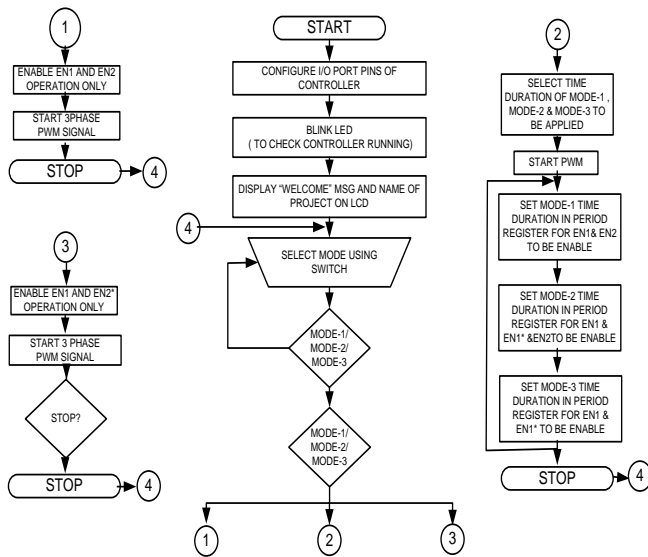 1
ENABLE EN1 AND EN2
OPERATION ONLY
START 3PHASE
PWM SIGNAL
STOP
4
3
ENABLE EN1 AND EN2*
OPERATION ONLY
START 3 PHASE
PWM SIGNAL
STOP?
STOP
4
START
CONFIGURE I/O PORT PINS OF
CONTROLLER
BLINK LED
( TO CHECK CONTROLLER RUNNING)
DISPLAY “WELCOME” MSG AND NAME OF
PROJECT ON LCD
4
SELECT MODE USING
SWITCH
MODE-1/
MODE-2/
MODE-3
MODE-1/
MODE-2/
MODE-3
1
2
3
2
SELECT TIME
DURATION OF MODE-1 ,
MODE-2 & MODE-3 TO
BE APPLIED
START PWM
SET MODE-1 TIME
DURATION IN PERIOD
REGISTER FOR EN1& EN2
TO BE ENABLE
SET MODE-2 TIME
DURATION IN PERIOD
REGISTER FOR EN1 &
EN1* &EN2TO BE ENABLE
SET MODE-3 TIME
DURATION IN PERIOD
REGISTER FOR EN1 &
EN1* TO BE ENABLE
STOP
4